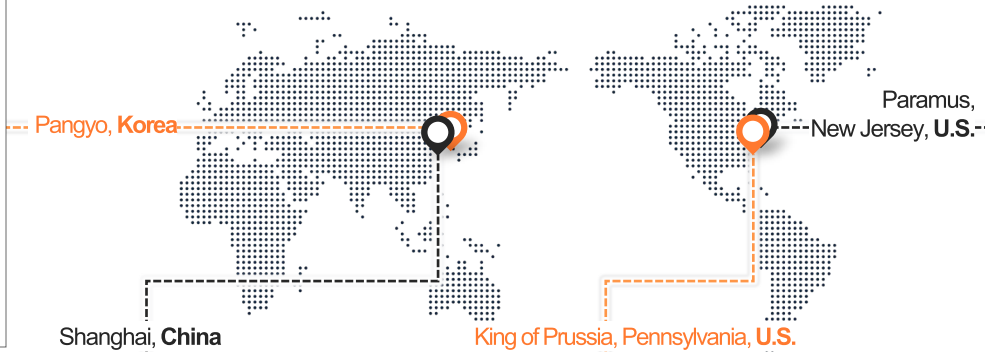 Paramus,
Pangyo, Korea
New Jersey, U.S.
Shanghai, China
King of Prussia, Pennsylvania, U.S.